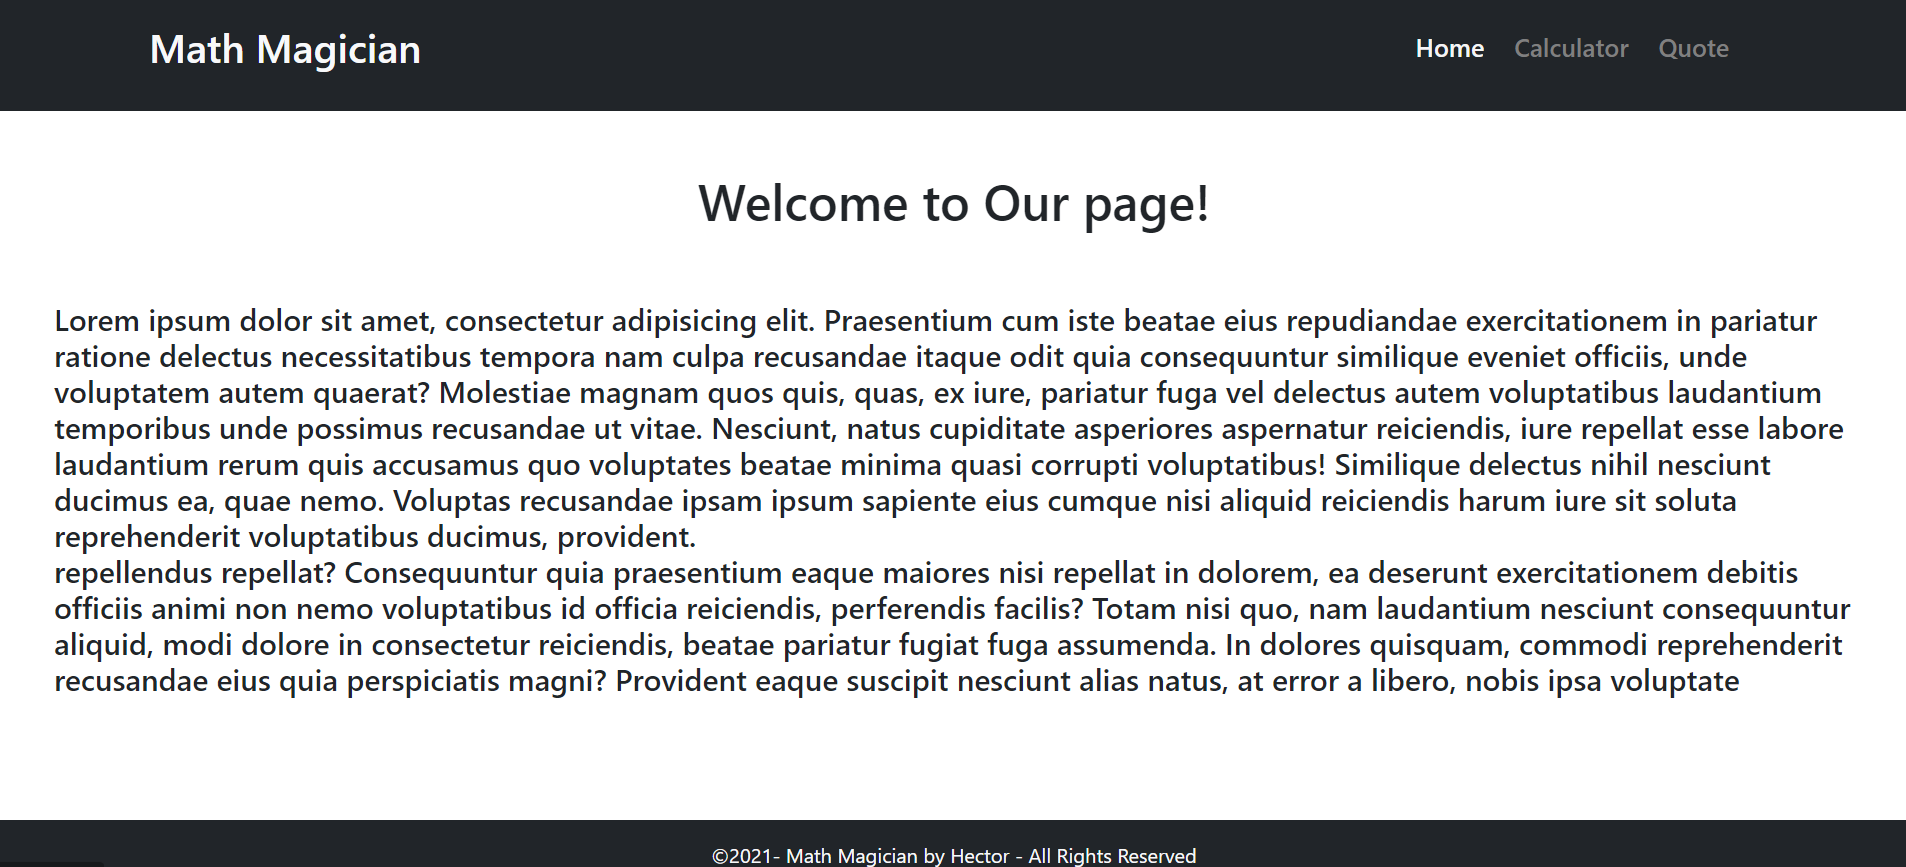 Math Magician
Home Calculator Quote
Welcome to Our page!
Lorem ipsum dolor sit amet, consectetur adipisicing elit. Praesentium cum iste beatae eius repudiandae exercitationem in pariatur
ratione delectus necessitatibus tempora nam culpa recusandae itaque odit quia consequuntur similique eveniet officiis, unde
voluptatem autem quaerat? Molestiae magnam quos quis, quas, ex iure, pariatur fuga vel delectus autem voluptatibus laudantium
temporibus unde possimus recusandae ut vitae. Nesciunt, natus cupiditate asperiores aspernatur reiciendis, iure repellat esse labore
laudantium rerum quis accusamus quo voluptates beatae minima quasi corrupti voluptatibus! Similique delectus nihil nesciunt
ducimus ea, quae nemo. Voluptas recusandae ipsam ipsum sapiente eius cumque nisi aliquid reiciendis harum iure sit soluta
reprehenderit voluptatibus ducimus, provident.
repellendus repellat? Consequuntur quia praesentium eaque maiores nisi repellat in dolorem, ea deserunt exercitationem debitis
officiis animi non nemo voluptatibus id officia reiciendis, perferendis facilis? Totam nisi quo, nam laudantium nesciunt consequuntur
aliquid, modi dolore in consectetur reiciendis, beatae pariatur fugiat fuga assumenda. In dolores quisquam, commodi reprehenderit
recusandae eius quia perspiciatis magni? Provident eaque suscipit nesciunt alias natus, at error a libero, nobis ipsa voluptate
©2021- Math Magician by Hector - All Rights Reserved